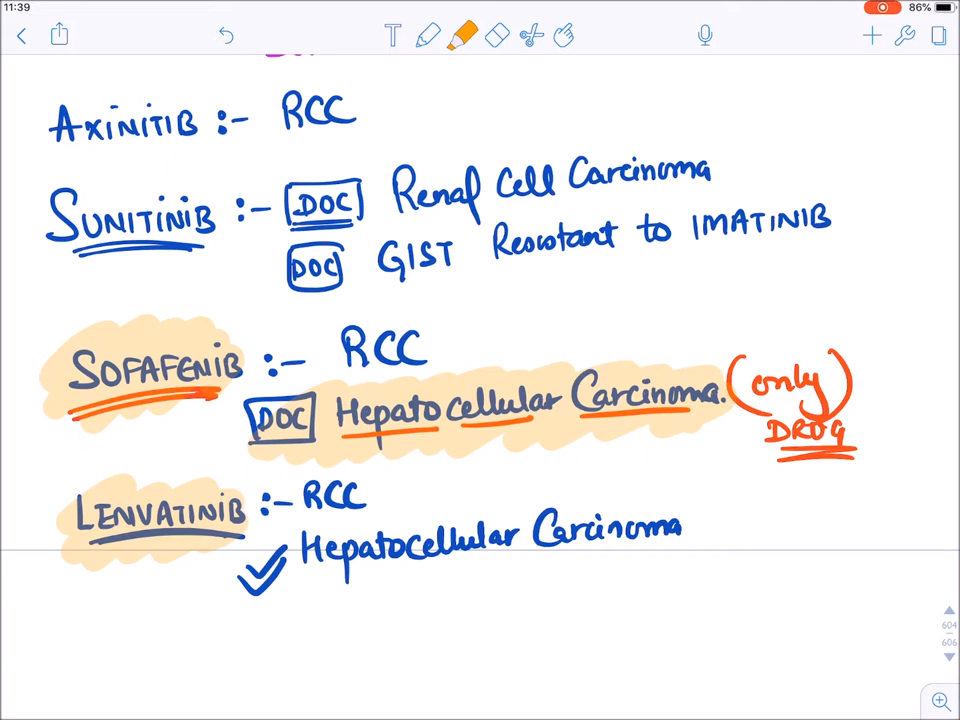 11:39
86%
T
AXINITIB :- RCC
SUNITINIB :- DOC Renal Cell Carcinoma
DOC GIST Resistant to IMATINIB
SOFAFENIB :- RCC
DOC Hepatocellular Carcinoma. (only)
DRUG
LENVATINIB :- RCC
Hepatocellular Carcinoma
604
606